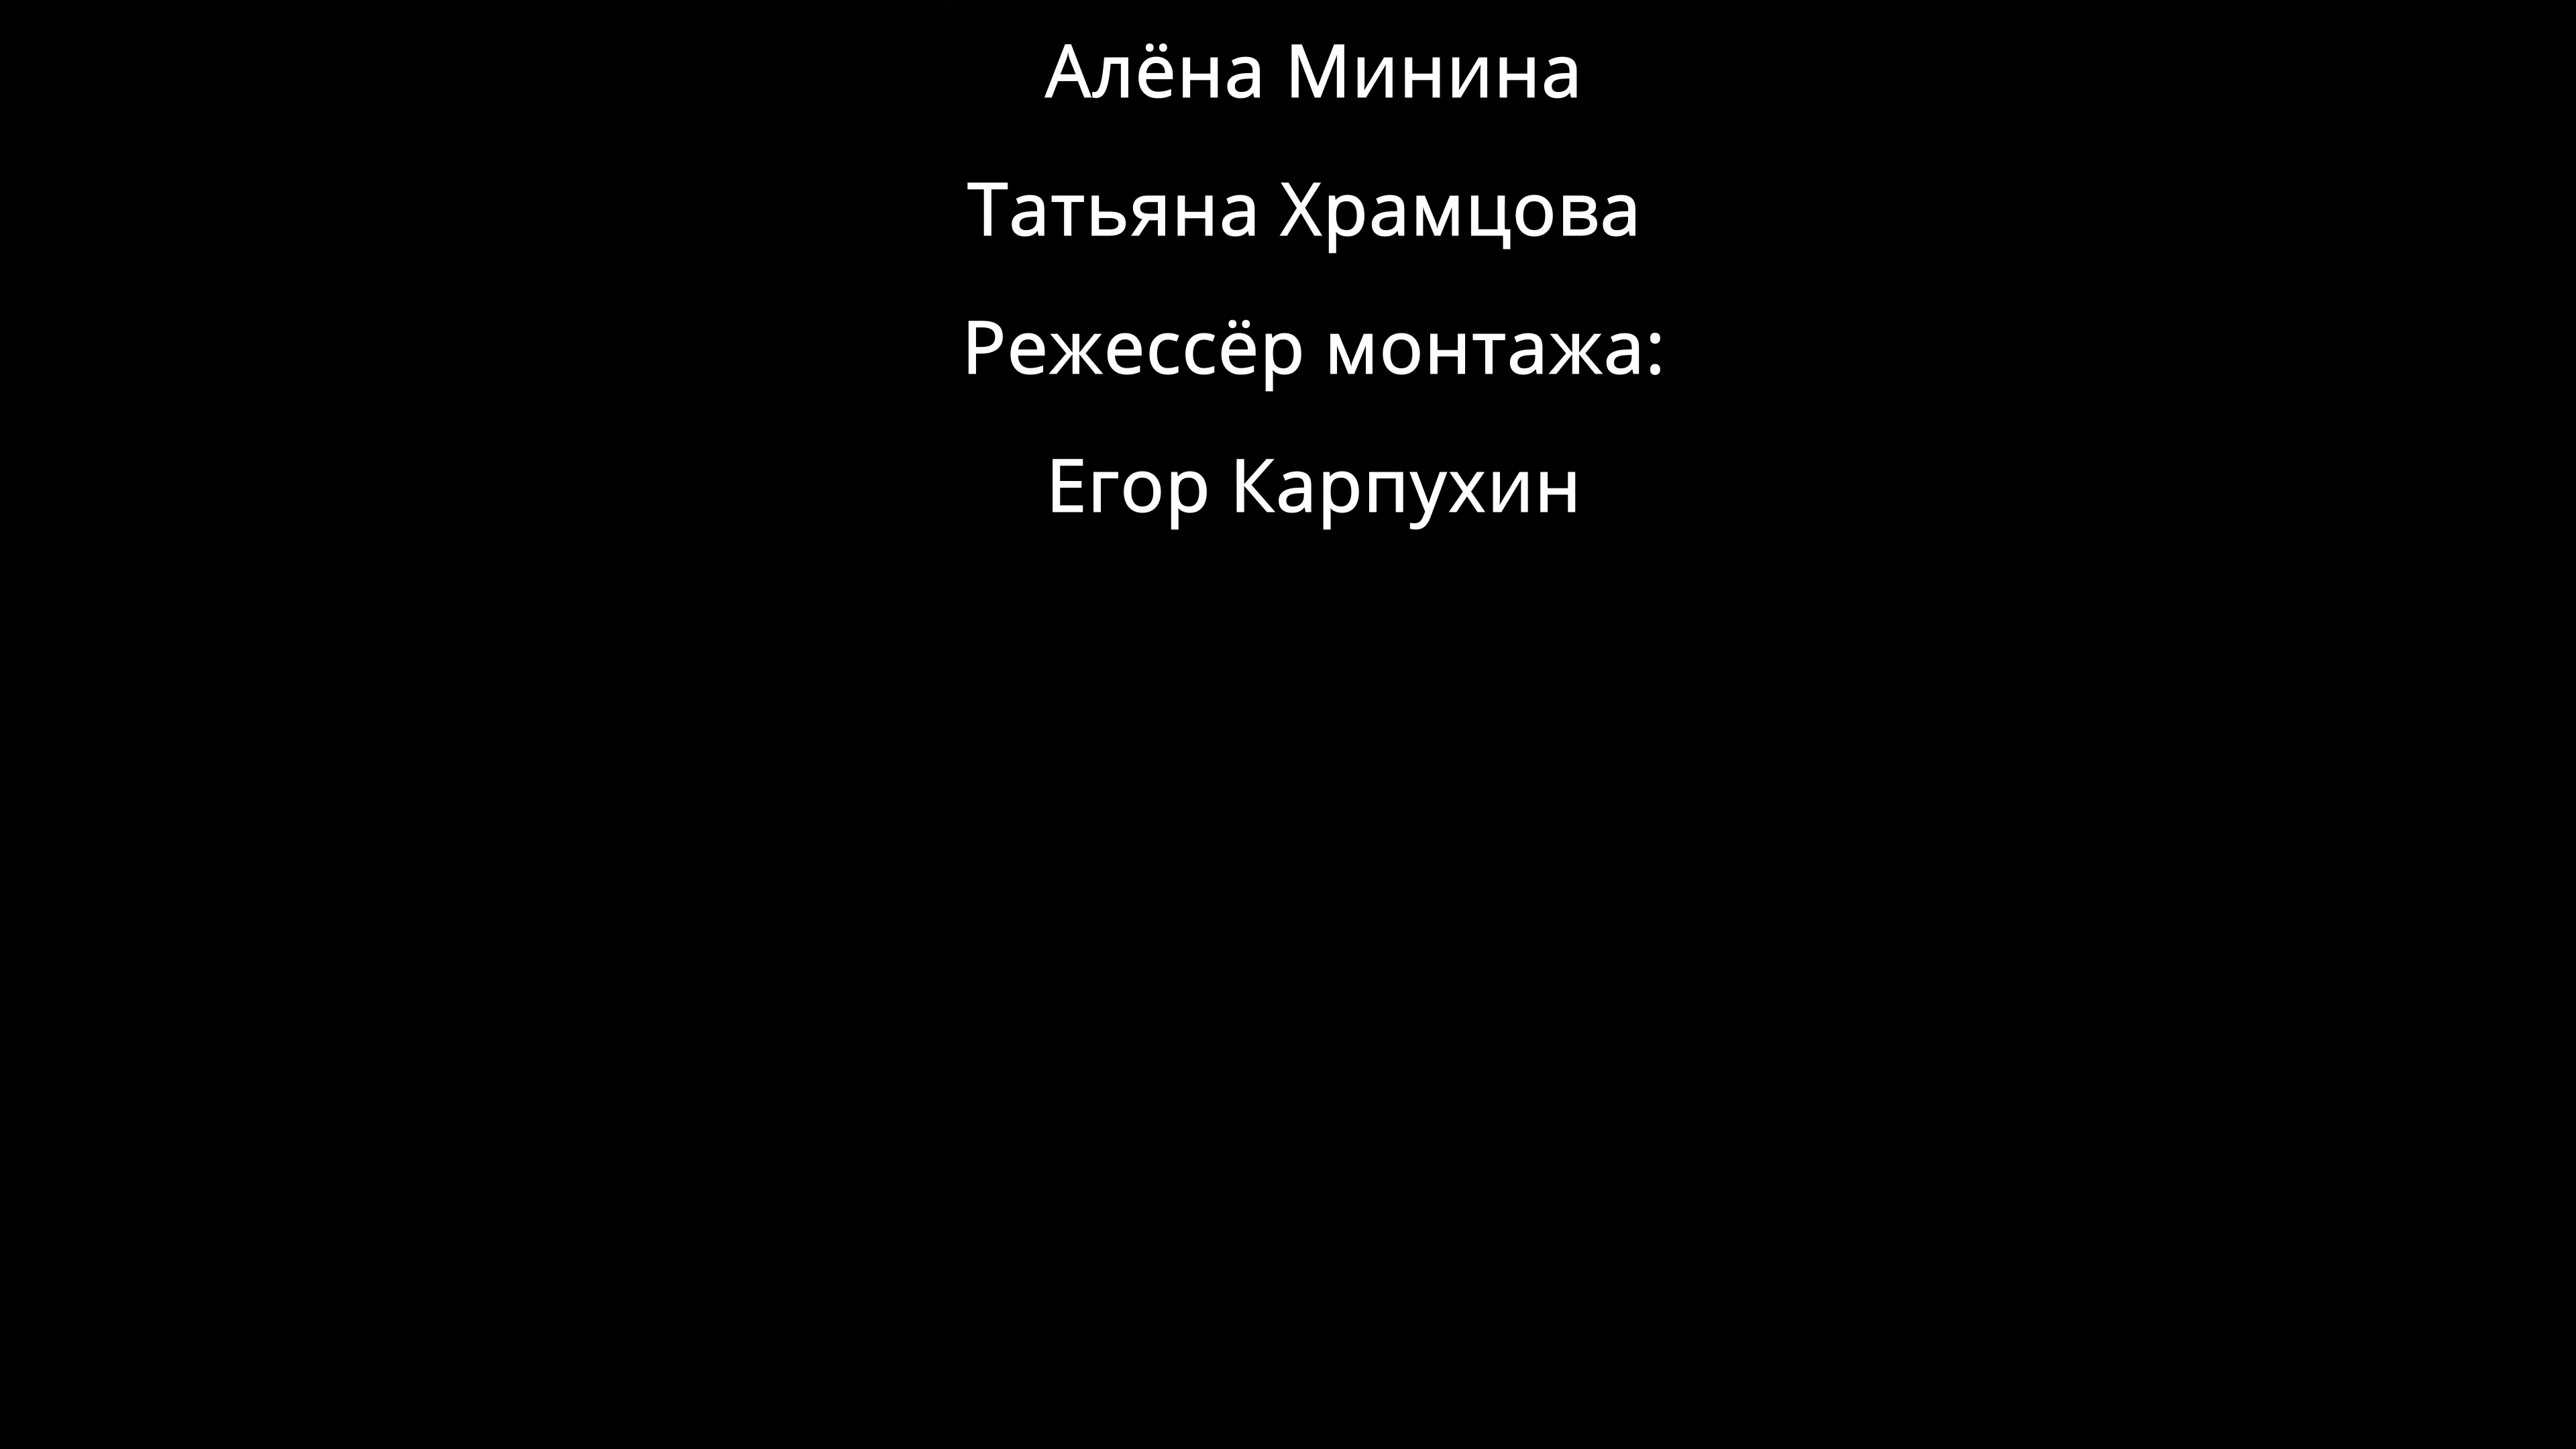 Алёна Минина
Татьяна Храмцова
Режессёр монтажа:
Егор Карпухин